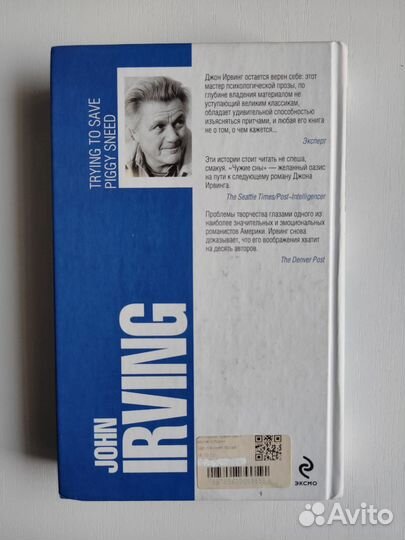 TRYING TO SAVE
PIGGY SNEED
JOHN
IRVING
Джон Ирвинг остается верен себе: этот
мастер психологической прозы, по
глубине владения материалом не
уступающий великим классикам,
обладает удивительной способностью
изъясняться притчами, и любая его книга
не о том, о чем кажется...
Эксперт
Эти истории стоит читать не спеша,
смакуя. «Чужие сны» — желанный оазис
на пути к следующему роману Джона
Ирвинга.
The Seattle Times/Post-Intelligencer
Проблемы творчества глазами одного из
наиболее значительных и эмоциональных
романистов Америки. Ирвинг снова
доказывает, что его воображения хватит
на десять авторов.
The Denver Post
ЭКСМО
Avito